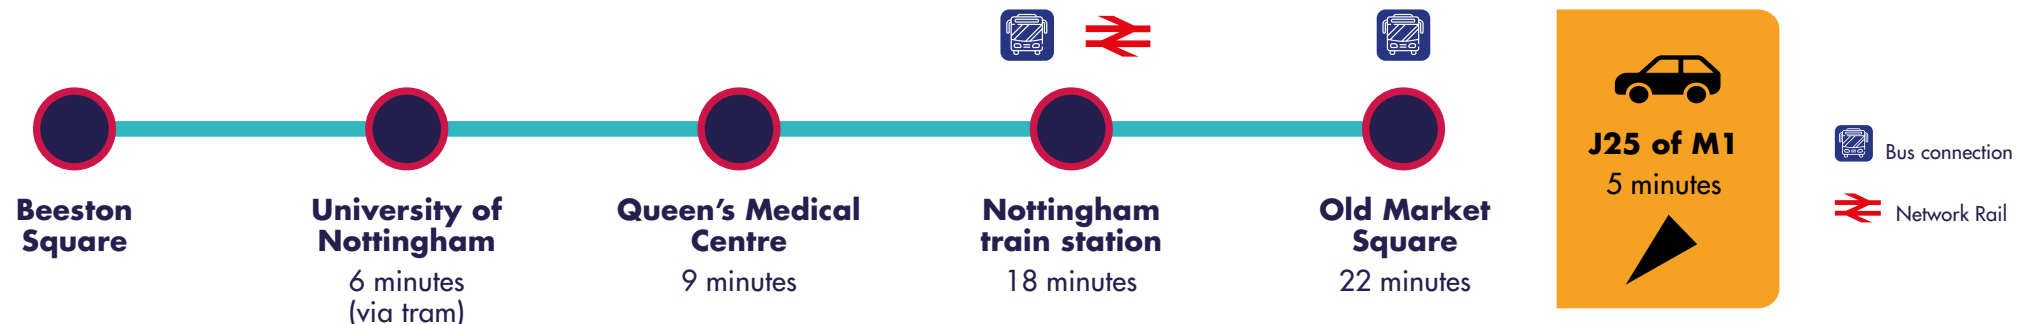 Beeston
Square
University of
Nottingham
6 minutes
(via tram)
Queen's Medical
Centre
9 minutes
Nottingham
train station
18 minutes
Old Market
Square
22 minutes
J25 of M1
5 minutes
Bus connection
Network Rail